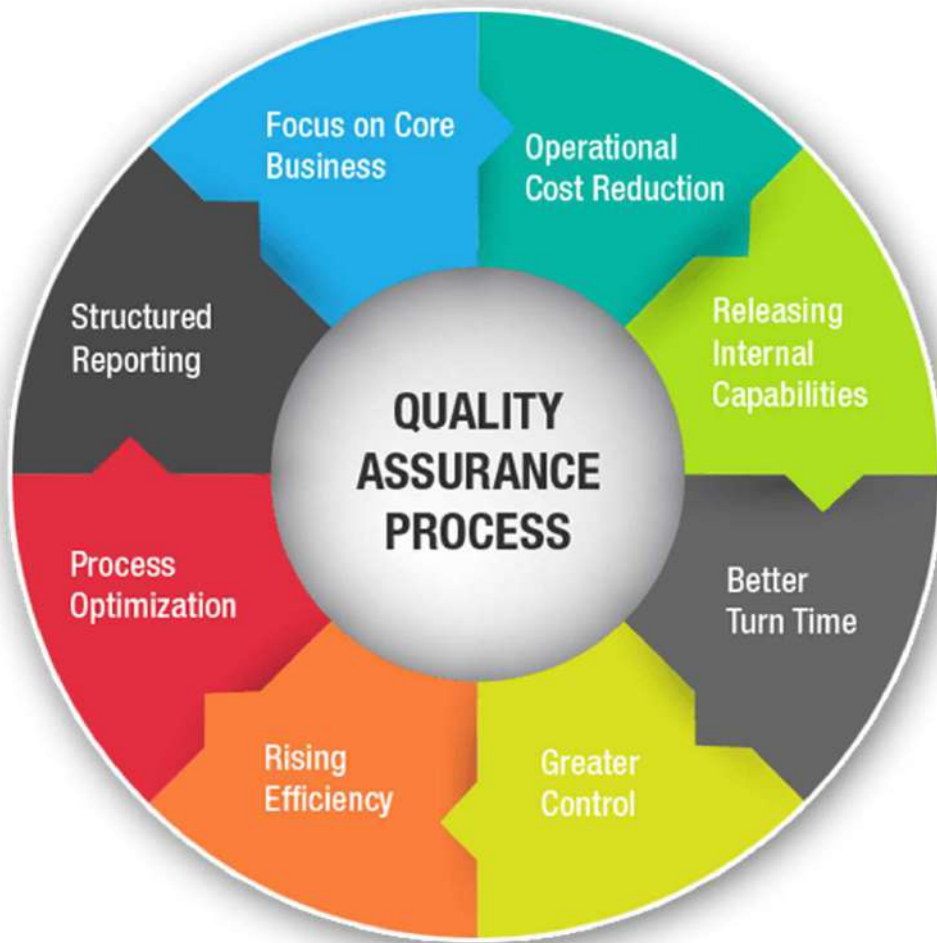 Focus on Core
Business
Operational
Cost Reduction
Releasing
Internal
Capabilities
Better
Turn Time
Greater
Control
Rising
Efficiency
Process
Optimization
Structured
Reporting
QUALITY
ASSURANCE
PROCESS